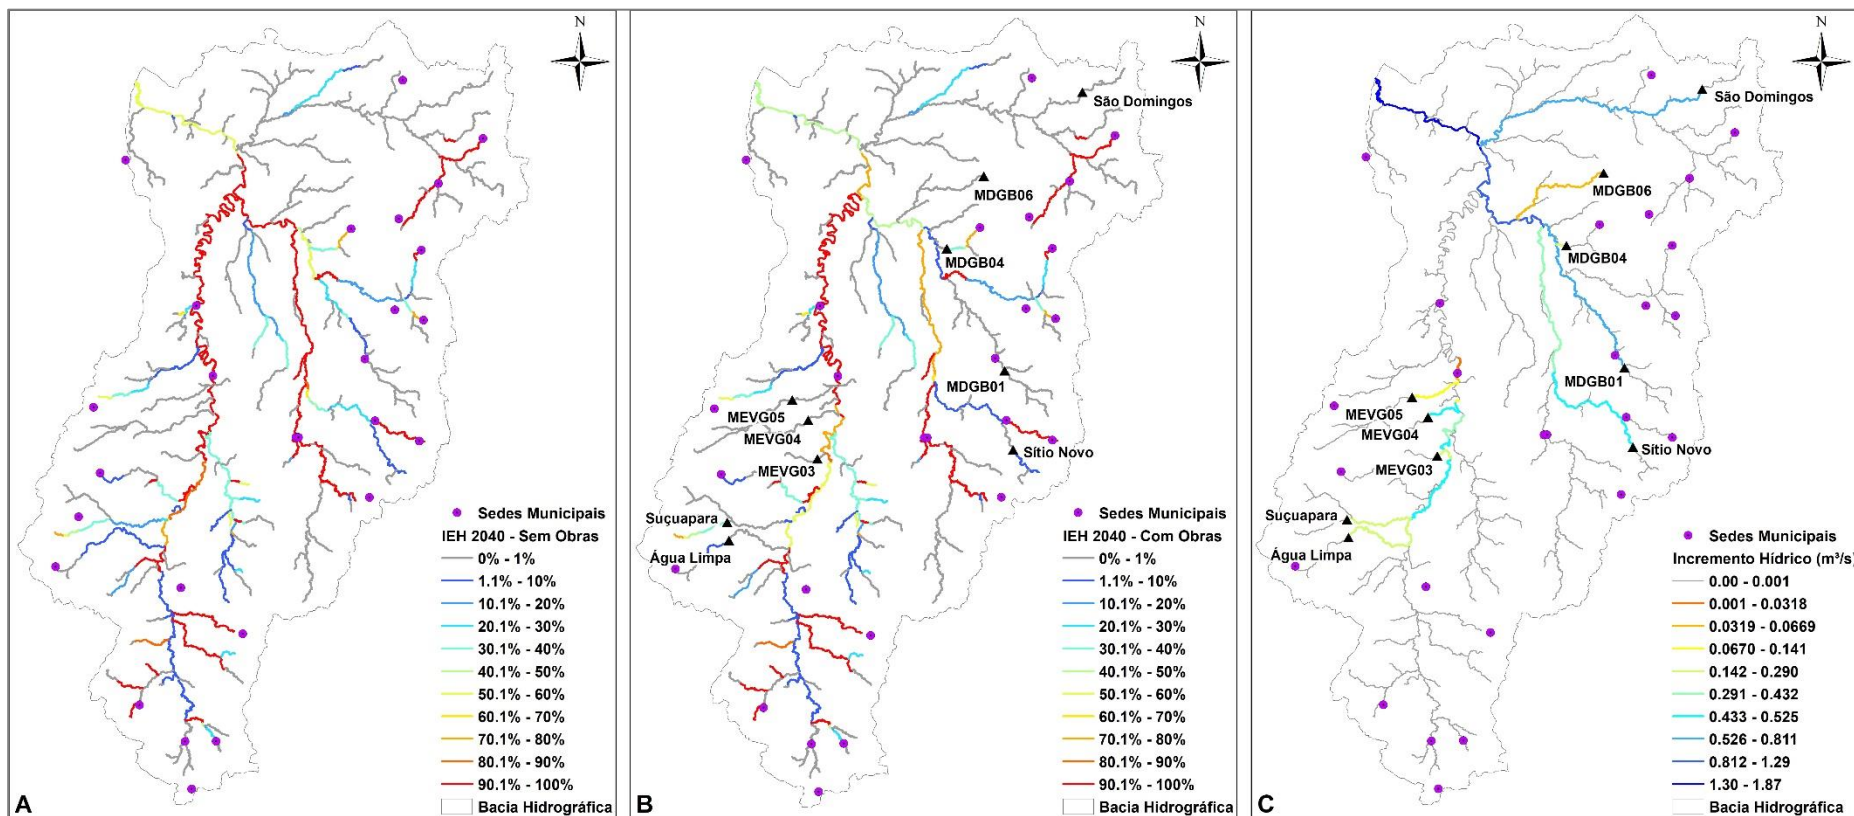 N
Sedes Municipais
IEH 2040 - Sem Obras
0% - 1%
1.1% - 10%
10.1% - 20%
20.1% - 30%
30.1% - 40%
40.1% - 50%
50.1% - 60%
60.1% - 70%
70.1% - 80%
80.1% - 90%
90.1% - 100%
Bacia Hidrográfica
A
N
São Domingos
MDGB06
MDGB04
MDGB01
MEVG05
MEVG04
MEVG03
Sítio Novo
Suçuapara
Água Limpa
Sedes Municipais
IEH 2040 - Com Obras
0% - 1%
1.1% - 10%
10.1% - 20%
20.1% - 30%
30.1% - 40%
40.1% - 50%
50.1% - 60%
60.1% - 70%
70.1% - 80%
80.1% - 90%
90.1% - 100%
Bacia Hidrográfica
B
N
São Domingos
MDGB06
MDGB04
MDGB01
MEVG05
MEVG04
MEVG03
Sítio Novo
Suçuapara
Água Limpa
Sedes Municipais
Incremento Hídrico (m³/s)
0.00 - 0.001
0.001 - 0.0318
0.0319 - 0.0669
0.0670 - 0.141
0.142 - 0.290
0.291 - 0.432
0.433 - 0.525
0.526 - 0.811
0.812 - 1.29
1.30 - 1.87
Bacia Hidrográfica
C